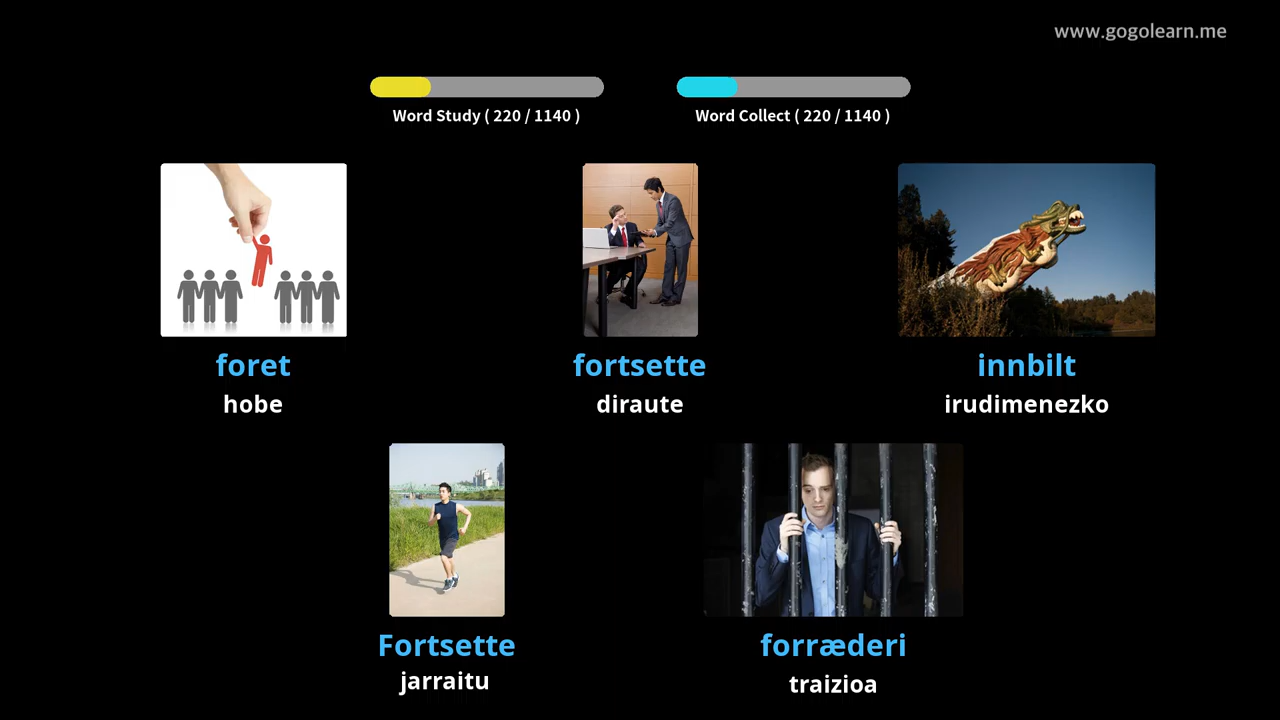 www.gogolearn.me
Word Study ( 220 / 1140 )
Word Collect ( 220 / 1140 )
foret
fortsette
innbilt
hobe
diraute
irudimenezko
Fortsette
forræderi
jarraitu
traizioa